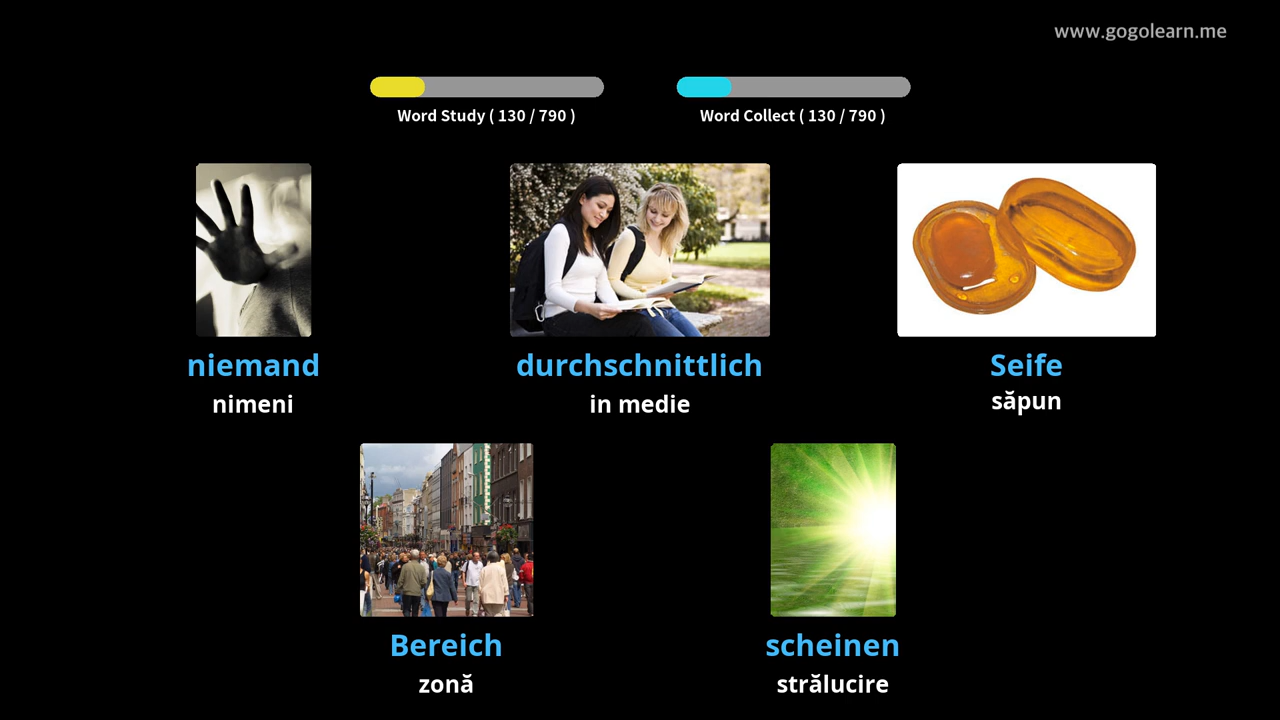 www.gogolearn.me
Word Study ( 130 / 790 )
Word Collect ( 130 / 790 )
niemand
nimeni
durchschnittlich
in medie
Seife
săpun
Bereich
zonă
scheinen
strălucire